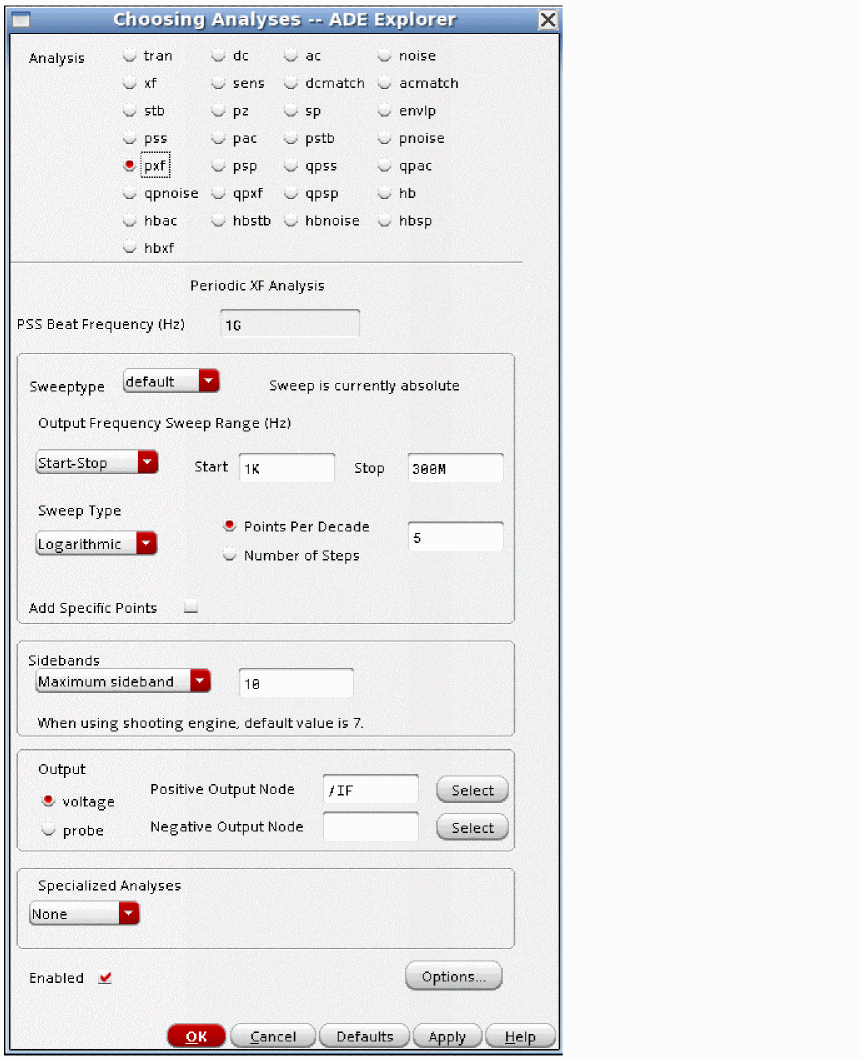 Choosing Analyses -- ADE Explorer
Analysis tran dc ac noise
xf sens dcmatch acmatch
stb pz sp envlp
pss pac pstb pnoise
pxf psp qpss qpac
qpnoise qpxf qpsp hb
hbac hbstb hbnoise hbsp
hbxf
Periodic XF Analysis
PSS Beat Frequency (Hz) 1G
Sweeptype default Sweep is currently absolute
Output Frequency Sweep Range (Hz)
Start-Stop Start 1K Stop 300M
Sweep Type
Points Per Decade
Logarithmic 5
Number of Steps
Add Specific Points
Sidebands
Maximum sideband 10
When using shooting engine, default value is 7.
Output
voltage Positive Output Node /IF Select
probe Negative Output Node Select
Specialized Analyses
None
Enabled Options...
OK Cancel Defaults Apply Help